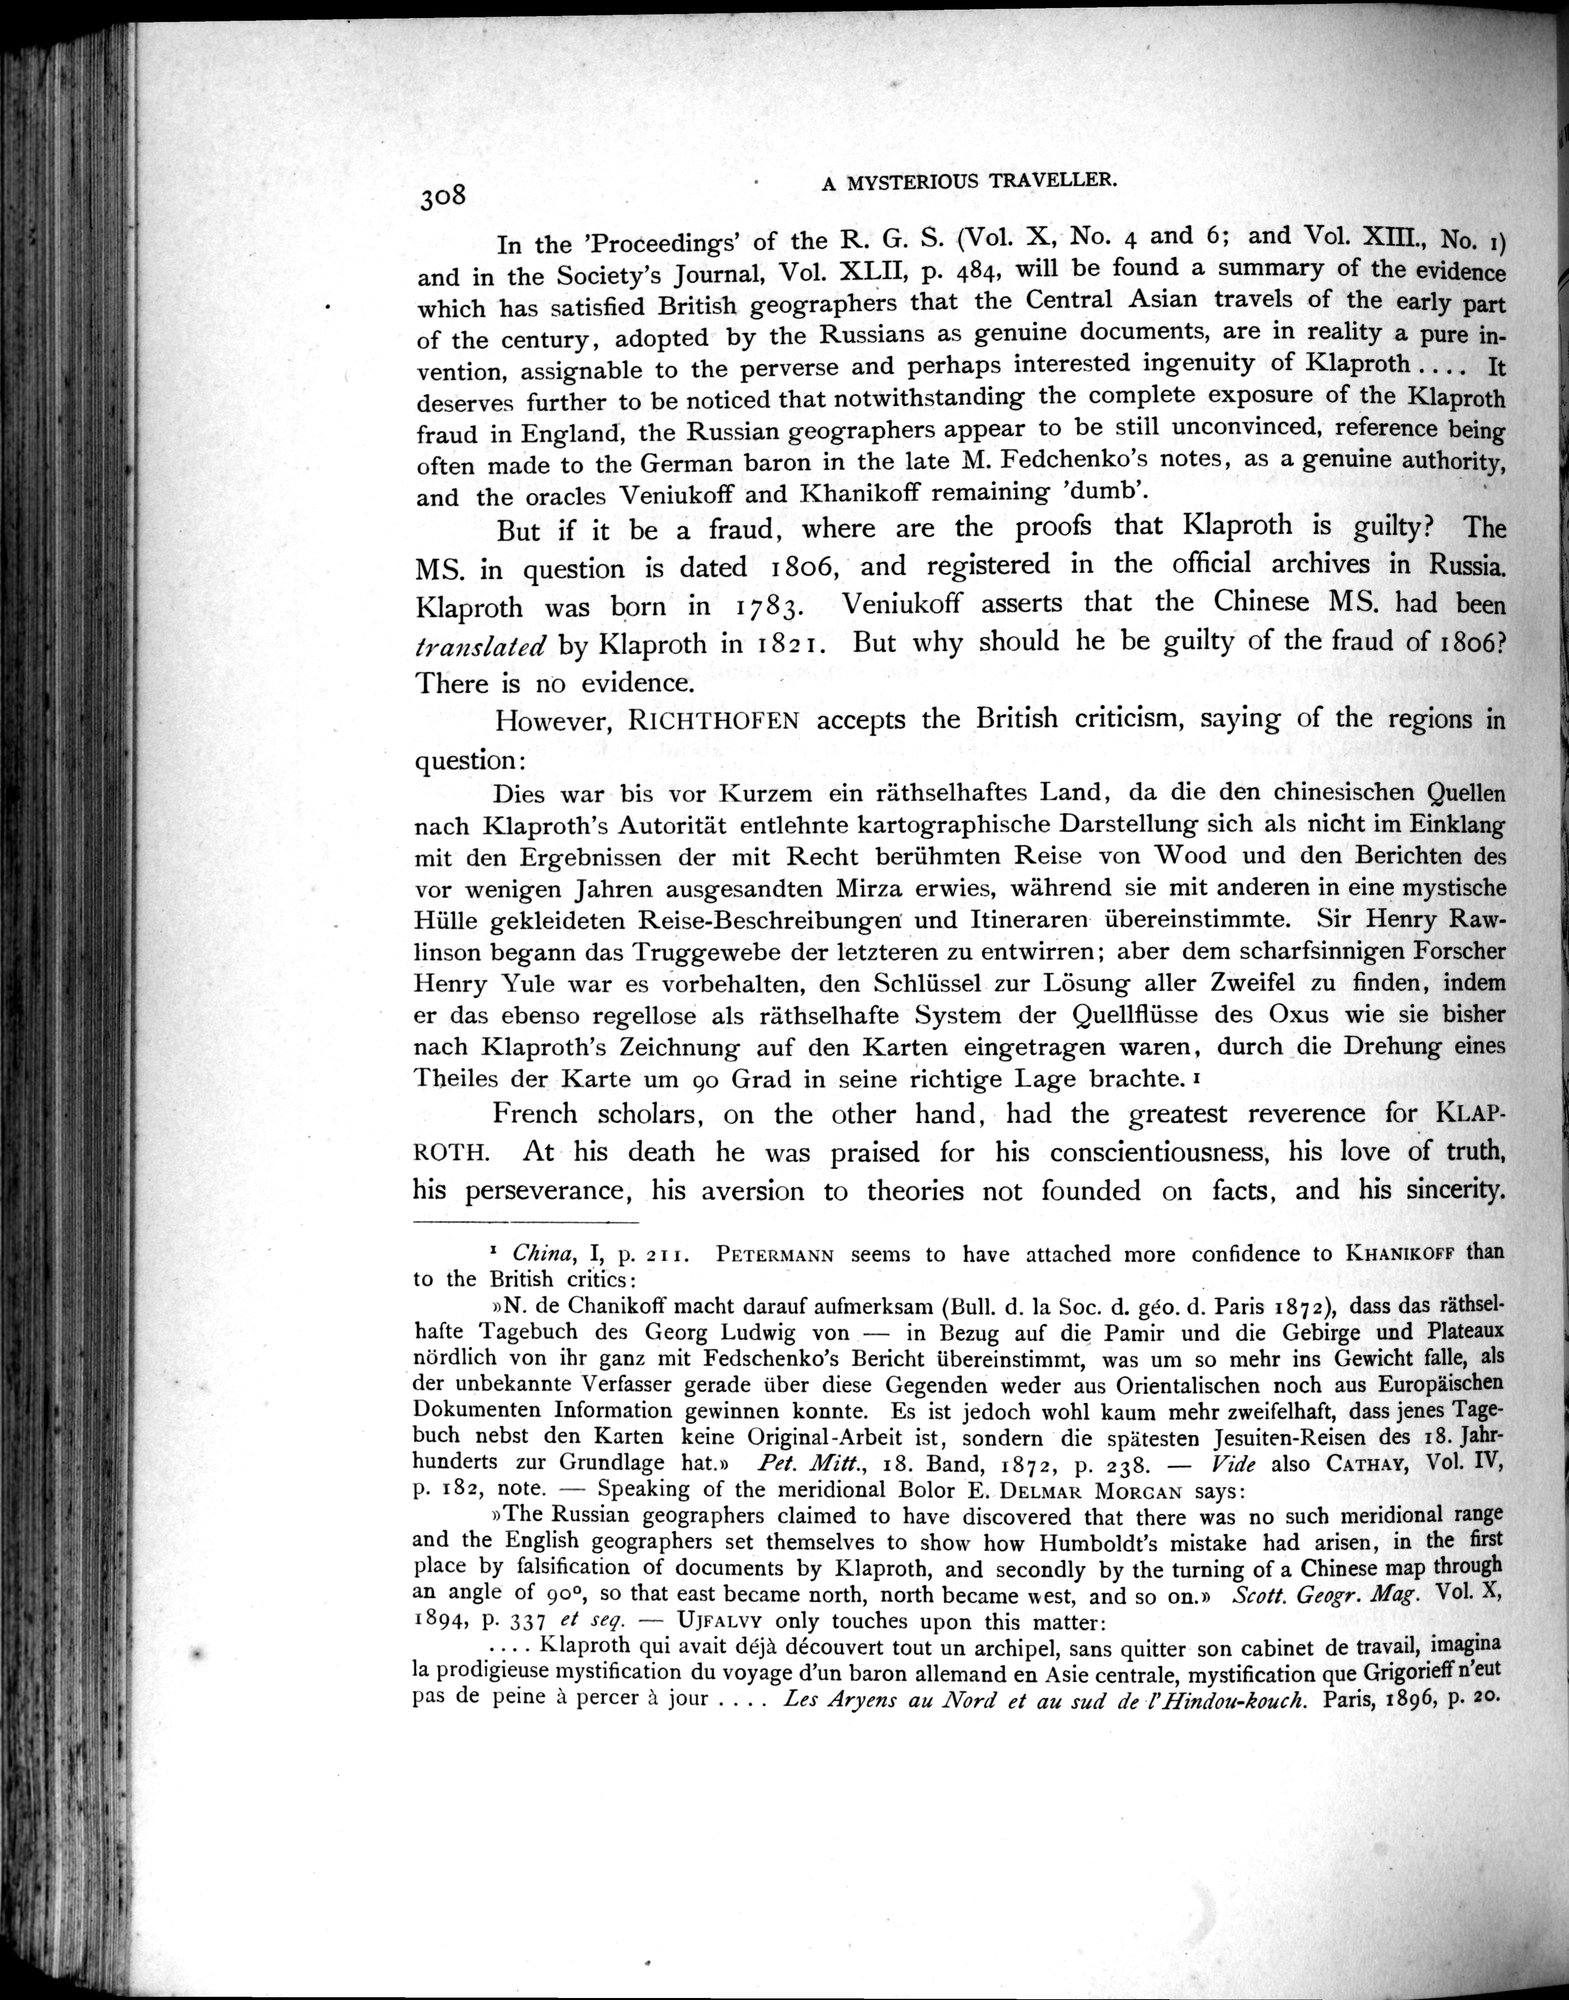 308
A MYSTERIOUS TRAVELLER.
In the 'Proceedings' of the R. G. S. (Vol. X, No. 4 and 6; and Vol. XIII., No. 1)
and in the Society's Journal, Vol. XLII, p. 484, will be found a summary of the evidence
which has satisfied British geographers that the Central Asian travels of the early part
of the century, adopted by the Russians as genuine documents, are in reality a pure in-
vention, assignable to the perverse and perhaps interested ingenuity of Klaproth .... It
deserves further to be noticed that notwithstanding the complete exposure of the Klaproth
fraud in England, the Russian geographers appear to be still unconvinced, reference being
often made to the German baron in the late M. Fedchenko's notes, as a genuine authority,
and the oracles Veniukoff and Khanikoff remaining 'dumb'.
But if it be a fraud, where are the proofs that Klaproth is guilty? The
MS. in question is dated 1806, and registered in the official archives in Russia.
Klaproth was born in 1783. Veniukoff asserts that the Chinese MS. had been
translated by Klaproth in 1821. But why should he be guilty of the fraud of 1806?
There is no evidence.
However, RICHTHOFEN accepts the British criticism, saying of the regions in
question:
Dies war bis vor Kurzem ein räthselhaftes Land, da die den chinesischen Quellen
nach Klaproth's Autorität entlehnte kartographische Darstellung sich als nicht im Einklang
mit den Ergebnissen der mit Recht berühmten Reise von Wood und den Berichten des
vor wenigen Jahren ausgesandten Mirza erwies, während sie mit anderen in eine mystische
Hülle gekleideten Reise-Beschreibungen und Itineraren übereinstimmte. Sir Henry Raw-
linson begann das Truggewebe der letzteren zu entwirren; aber dem scharfsinnigen Forscher
Henry Yule war es vorbehalten, den Schlüssel zur Lösung aller Zweifel zu finden, indem
er das ebenso regellose als räthselhafte System der Quellflüsse des Oxus wie sie bisher
nach Klaproth's Zeichnung auf den Karten eingetragen waren, durch die Drehung eines
Theiles der Karte um 90 Grad in seine richtige Lage brachte. 1
French scholars, on the other hand, had the greatest reverence for KLAP-
ROTH. At his death he was praised for his conscientiousness, his love of truth,
his perseverance, his aversion to theories not founded on facts, and his sincerity.
1 China, I, p. 211. PETERMANN seems to have attached more confidence to KHANIKOFF than
to the British critics:
»N. de Chanikoff macht darauf aufmerksam (Bull. d. la Soc. d. géo. d. Paris 1872), dass das räthsel-
hafte Tagebuch des Georg Ludwig von — in Bezug auf die Pamir und die Gebirge und Plateaux
nördlich von ihr ganz mit Fedschenko's Bericht übereinstimmt, was um so mehr ins Gewicht falle, als
der unbekannte Verfasser gerade über diese Gegenden weder aus Orientalischen noch aus Europäischen
Dokumenten Information gewinnen konnte. Es ist jedoch wohl kaum mehr zweifelhaft, dass jenes Tage-
buch nebst den Karten keine Original-Arbeit ist, sondern die spätesten Jesuiten-Reisen des 18. Jahr-
hunderts zur Grundlage hat.» Pet. Mitt., 18. Band, 1872, p. 238. — Vide also CATHAY, Vol. IV,
p. 182, note. — Speaking of the meridional Bolor E. DELMAR MORGAN says:
»The Russian geographers claimed to have discovered that there was no such meridional range
and the English geographers set themselves to show how Humboldt's mistake had arisen, in the first
place by falsification of documents by Klaproth, and secondly by the turning of a Chinese map through
an angle of 90°, so that east became north, north became west, and so on.» Scott. Geogr. Mag. Vol. X,
1894, p. 337 et seq. — UJFALVY only touches upon this matter:
.... Klaproth qui avait déjà découvert tout un archipel, sans quitter son cabinet de travail, imagina
la prodigieuse mystification du voyage d'un baron allemand en Asie centrale, mystification que Grigorieff n'eut
pas de peine à percer à jour .... Les Aryens au Nord et au sud de l'Hindou-kouch. Paris, 1896, p. 20.